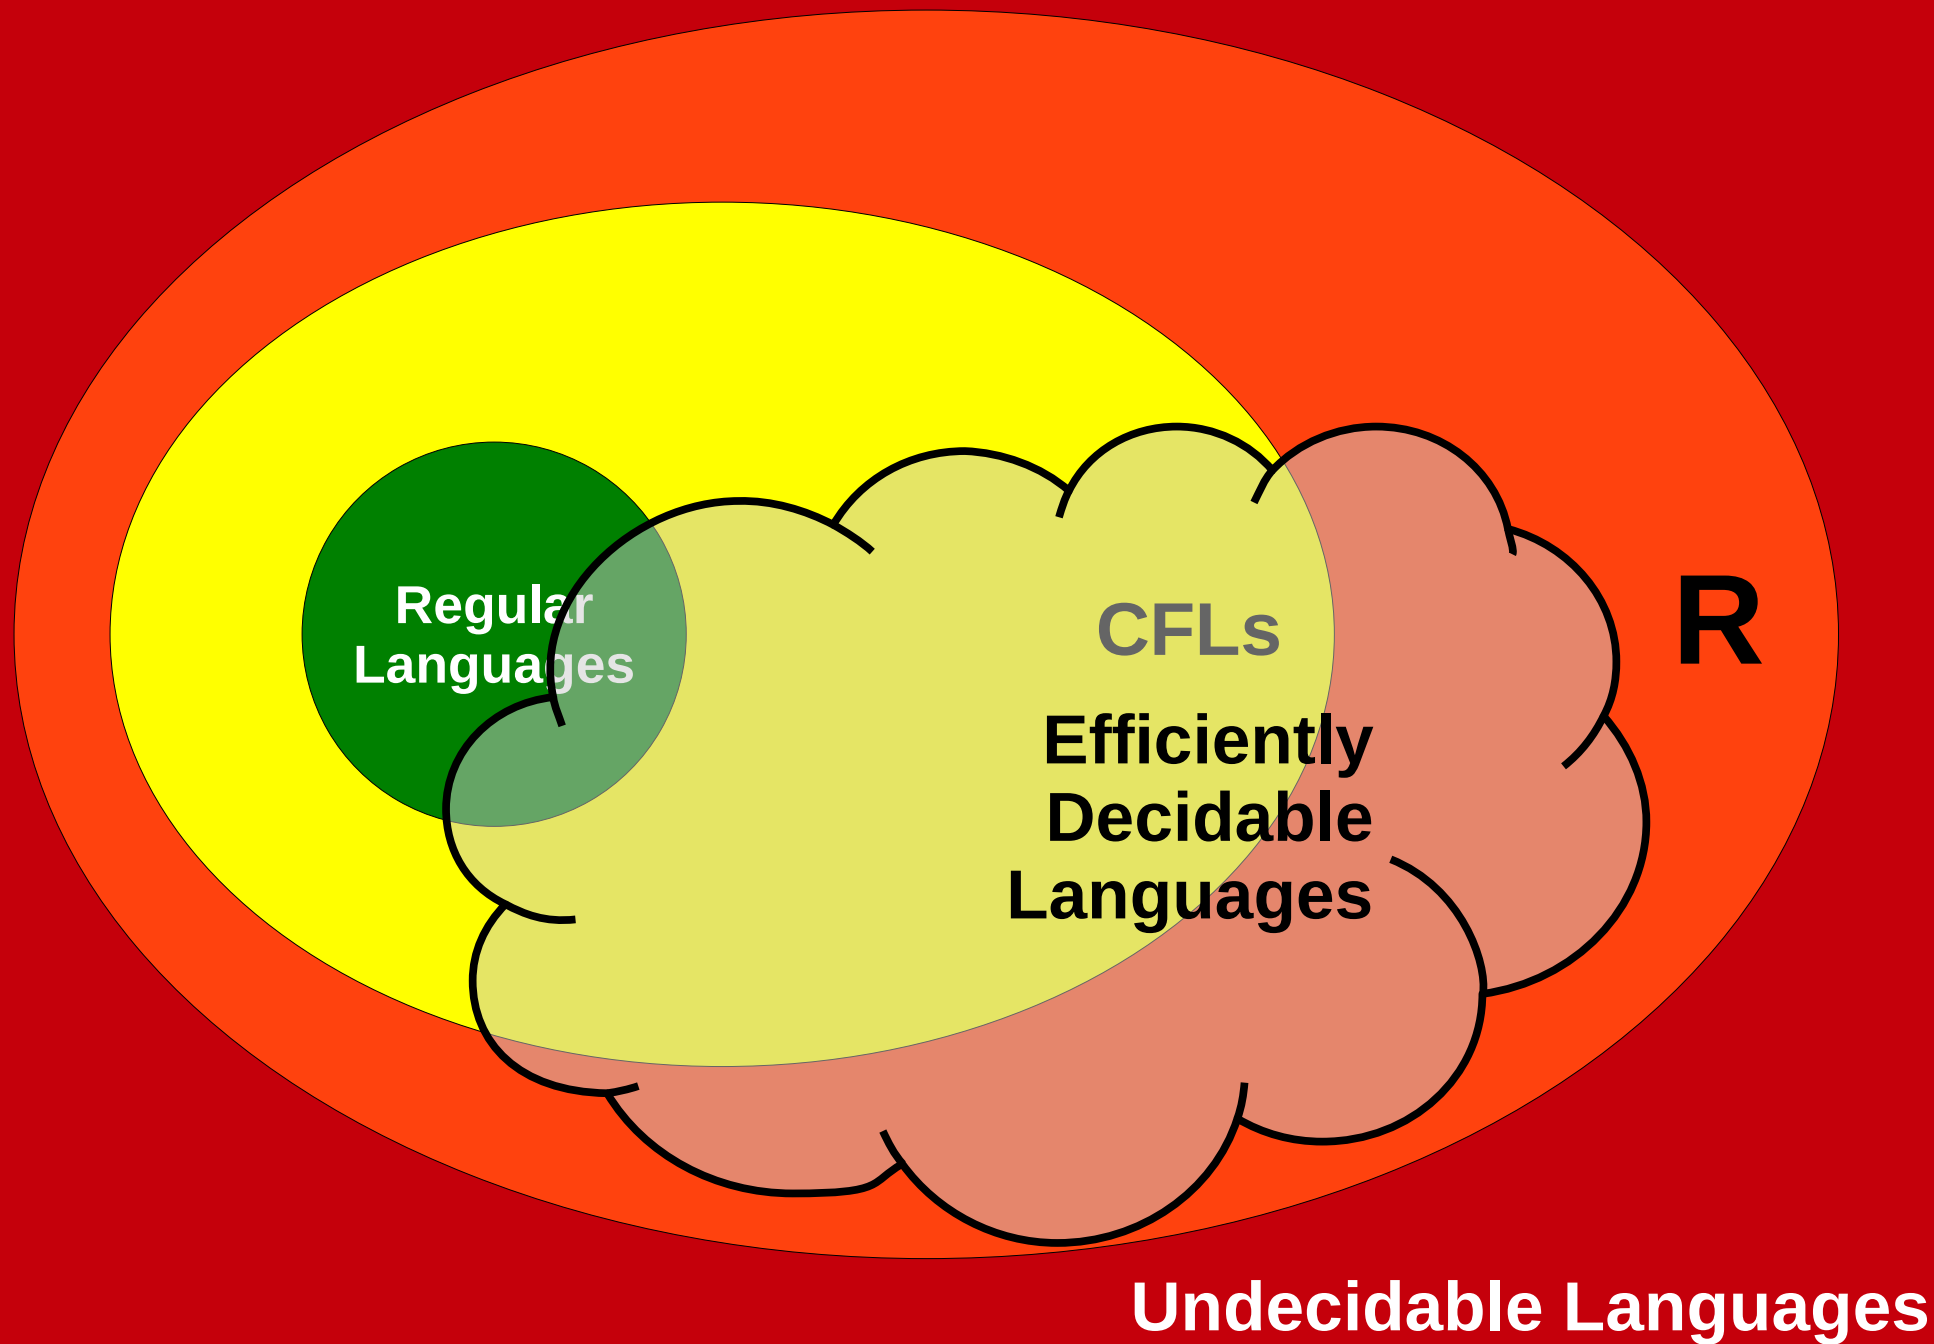 Regular
Languages
CFLs
R
Efficiently
Decidable
Languages
Undecidable Languages